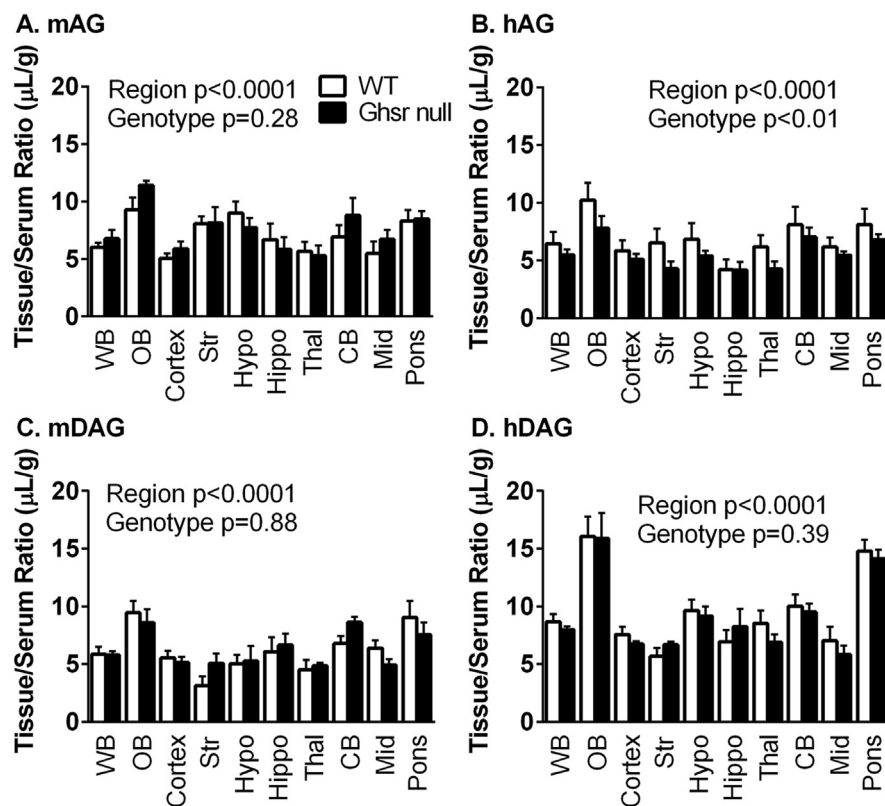 A. mAG
Tissue/Serum Ratio (µL/g)
20
15
10
5
0
Region p<0.0001
Genotype p=0.28
WT
Ghsr null
WB
OB
Cortex
Str
Hypo
Hippo
Thal
CB
Mid
Pons
B. hAG
Tissue/Serum Ratio (µL/g)
20
15
10
5
0
Region p<0.0001
Genotype p<0.01
WB
OB
Cortex
Str
Hypo
Hippo
Thal
CB
Mid
Pons
C. mDAG
Tissue/Serum Ratio (µL/g)
20
15
10
5
0
Region p<0.0001
Genotype p=0.88
WB
OB
Cortex
Str
Hypo
Hippo
Thal
CB
Mid
Pons
D. hDAG
Tissue/Serum Ratio (µL/g)
20
15
10
5
0
Region p<0.0001
Genotype p=0.39
WB
OB
Cortex
Str
Hypo
Hippo
Thal
CB
Mid
Pons